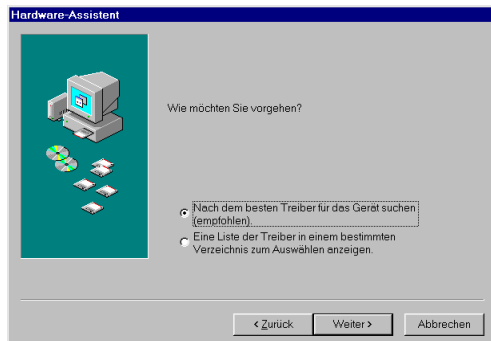 Hardware-Assistent
Wie möchten Sie vorgehen?
Nach dem besten Treiber für das Gerät suchen
(empfohlen).
Eine Liste der Treiber in einem bestimmten
Verzeichnis zum Auswählen anzeigen.
< Zurück
Weiter >
Abbrechen